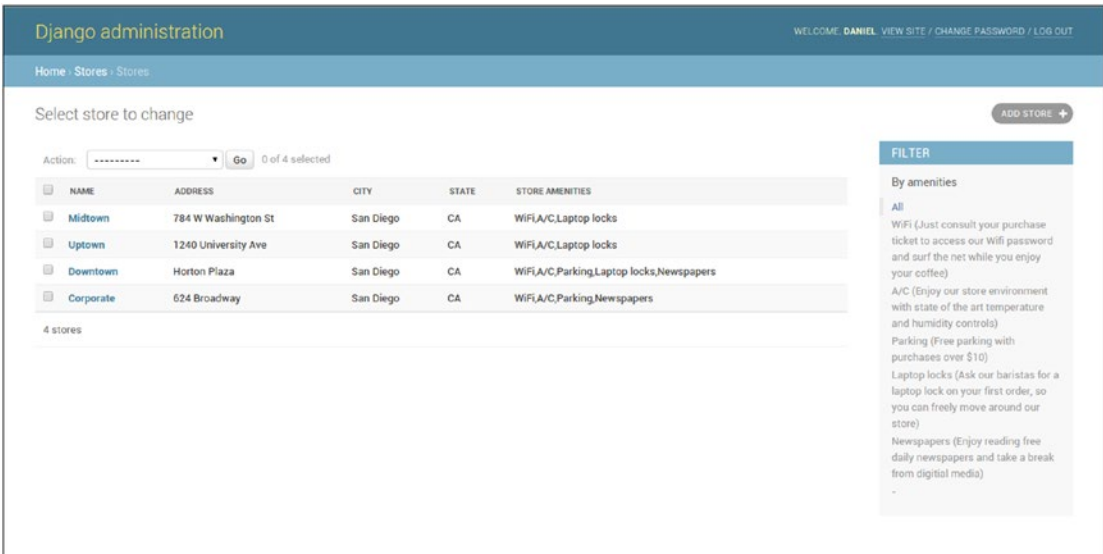 Django administration
WELCOME, DANIEL. VIEW SITE / CHANGE PASSWORD / LOG OUT
Home › Stores › Stores
Select store to change
ADD STORE +
Action: --------- Go 0 of 4 selected
NAME ADDRESS CITY STATE STORE AMENITIES
Midtown 784 W Washington St San Diego CA WiFi,A/C,Laptop locks
Uptown 1240 University Ave San Diego CA WiFi,A/C,Laptop locks
Downtown Horton Plaza San Diego CA WiFi,A/C,Parking,Laptop locks,Newspapers
Corporate 624 Broadway San Diego CA WiFi,A/C,Parking,Newspapers
4 stores
FILTER
By amenities
All
WiFi (Just consult your purchase
ticket to access our Wifi password
and surf the net while you enjoy
your coffee)
A/C (Enjoy our store environment
with state of the art temperature
and humidity controls)
Parking (Free parking with
purchases over $10)
Laptop locks (Ask our baristas for a
laptop lock on your first order, so
you can freely move around our
store)
Newspapers (Enjoy reading free
daily newspapers and take a break
from digitial media)
-